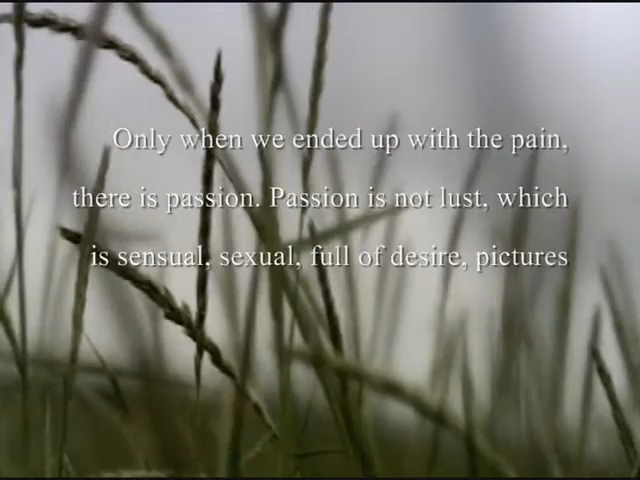 Only when we ended up with the pain,
there is passion. Passion is not lust, which
is sensual, sexual, full of desire, pictures